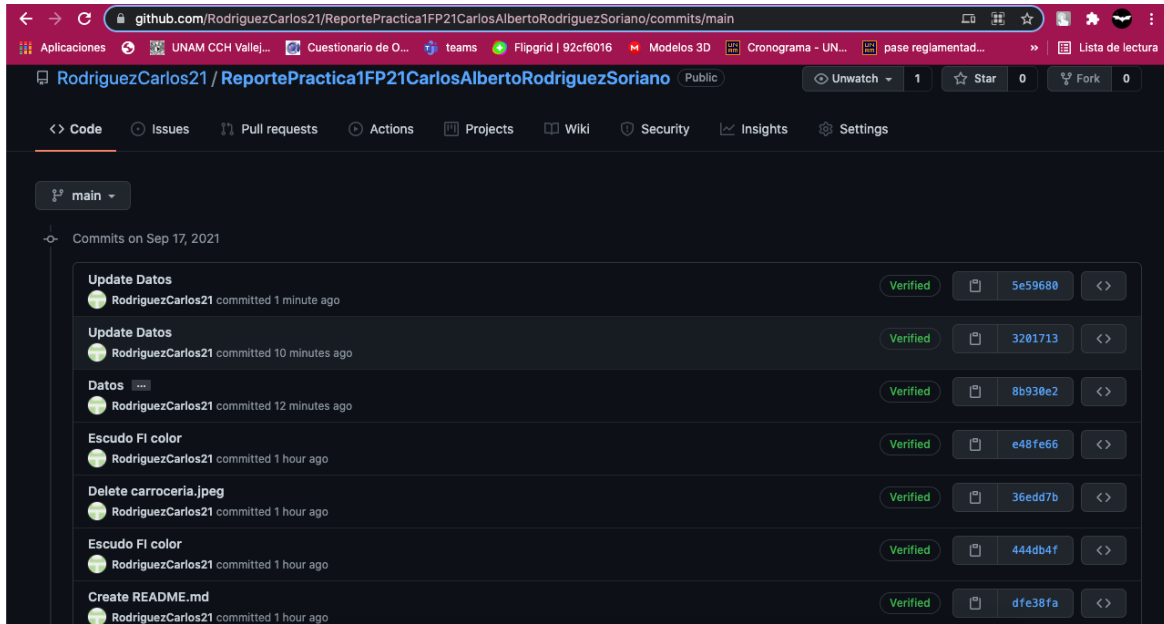 github.com/RodriguezCarlos21/ReportePractica1FP21CarlosAlbertoRodriguezSoriano/commits/main
Aplicaciones UNAM CCH Vallej... Cuestionario de O... teams Flipgrid | 92cf6016 Modelos 3D Cronograma - UN... pase reglamentad... » Lista de lectura
RodriguezCarlos21 / ReportePractica1FP21CarlosAlbertoRodriguezSoriano Public Unwatch 1 Star 0 Fork 0
<> Code Issues Pull requests Actions Projects Wiki Security Insights Settings
main
Commits on Sep 17, 2021
Update Datos
RodriguezCarlos21 committed 1 minute ago Verified 5e59680 <>
Update Datos
RodriguezCarlos21 committed 10 minutes ago Verified 3201713 <>
Datos ...
RodriguezCarlos21 committed 12 minutes ago Verified 8b930e2 <>
Escudo FI color
RodriguezCarlos21 committed 1 hour ago Verified e48fe66 <>
Delete carroceria.jpeg
RodriguezCarlos21 committed 1 hour ago Verified 36edd7b <>
Escudo FI color
RodriguezCarlos21 committed 1 hour ago Verified 444db4f <>
Create README.md
RodriguezCarlos21 committed 1 hour ago Verified dfe38fa <>